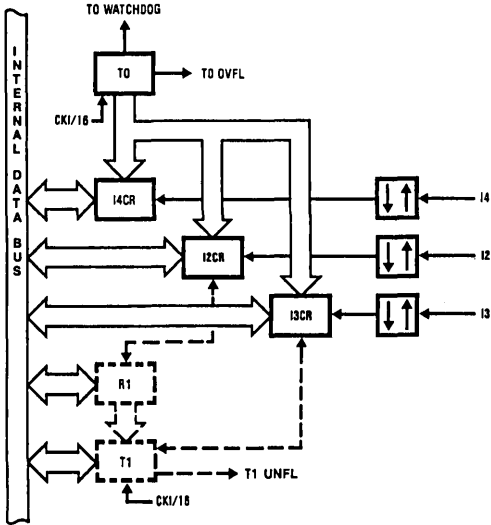 TO WATCHDOG
INTERNAL DATA BUS
T0
T0 OVFL
CKI/16
I4CR
I4
I2CR
I2
I3CR
I3
R1
T1
T1 UNFL
CKI/16